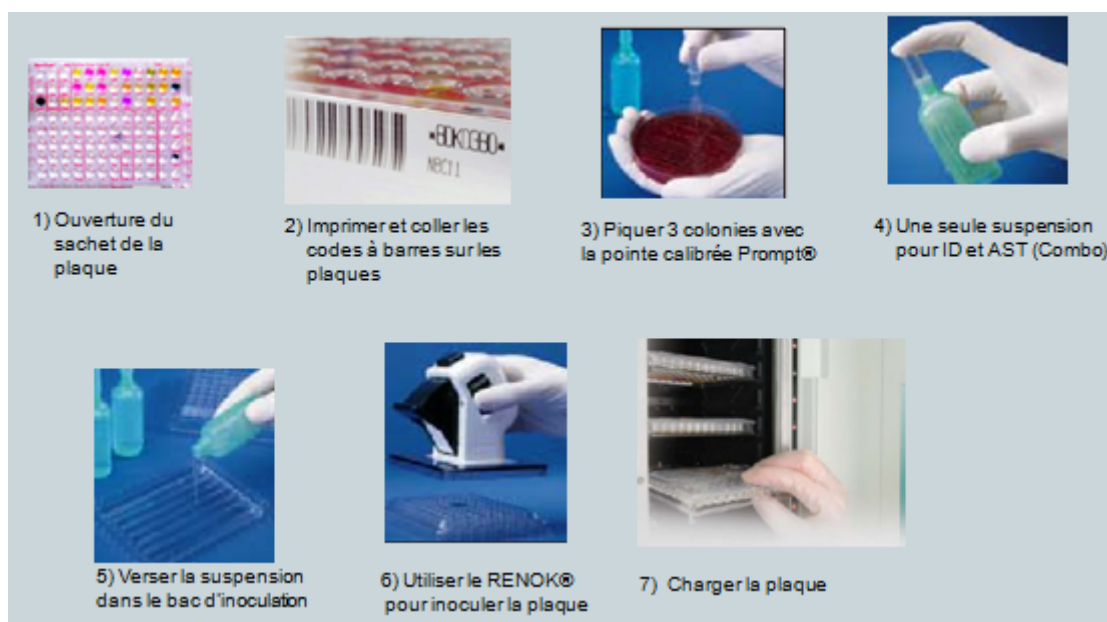 1) Ouverture du
sachet de la
plaque
2) Imprimer et coller les
codes à barres sur les
plaques
3) Piquer 3 colonies avec
la pointe calibrée Prompt®
4) Une seule suspension
pour ID et AST (Combo)
5) Verser la suspension
dans le bac d'inoculation
6) Utiliser le RENOK®
pour inoculer la plaque
7) Charger la plaque